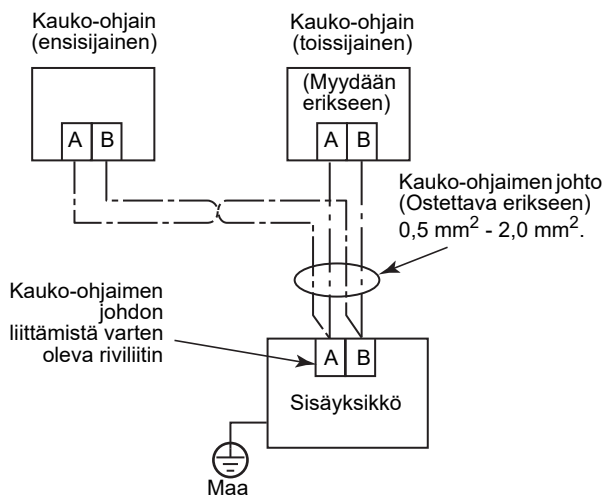 Kauko-ohjain
(ensisijainen)
Kauko-ohjain
(toissijainen)
(Myydään
erikseen)
A B
A B
Kauko-ohjaimen johto
(Ostettava erikseen)
0,5 mm² - 2,0 mm².
Kauko-ohjaimen
johdon
liittämistä varten
oleva riviliitin
A B
Sisäyksikkö
Maa